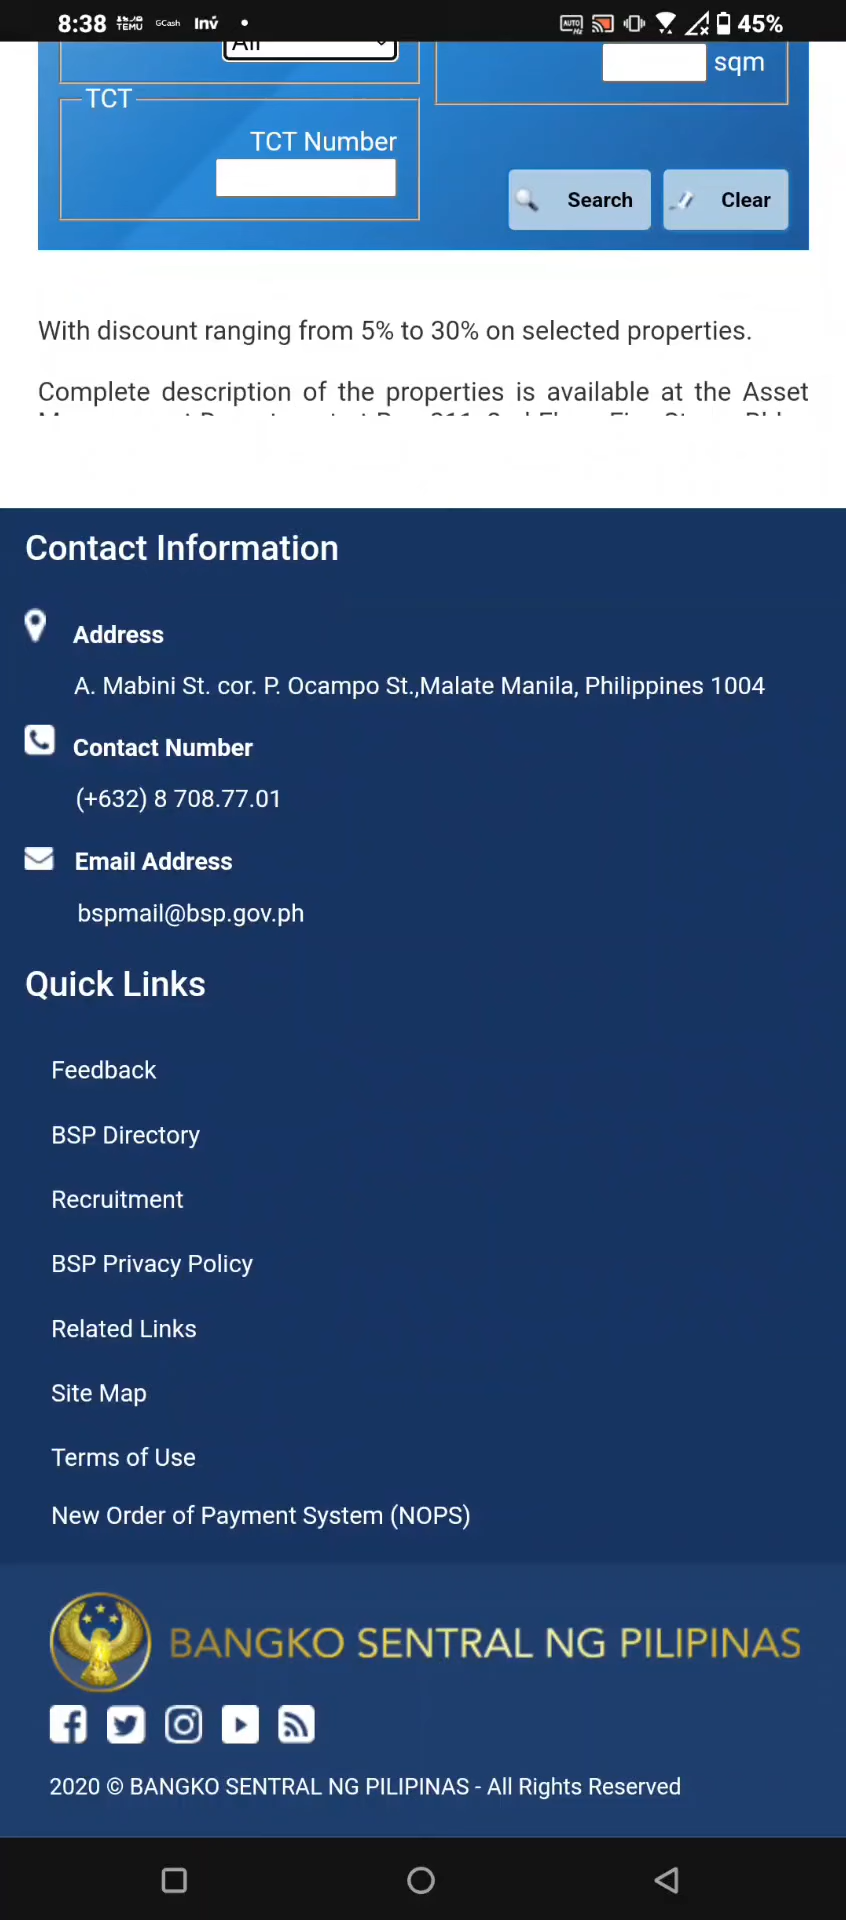 8:38 TEMU GCash Inv 45%
All
sqm
TCT
TCT Number
Search Clear
With discount ranging from 5% to 30% on selected properties.
Complete description of the properties is available at the Asset
Contact Information
Address
A. Mabini St. cor. P. Ocampo St.,Malate Manila, Philippines 1004
Contact Number
(+632) 8 708.77.01
Email Address
bspmail@bsp.gov.ph
Quick Links
Feedback
BSP Directory
Recruitment
BSP Privacy Policy
Related Links
Site Map
Terms of Use
New Order of Payment System (NOPS)
BANGKO SENTRAL NG PILIPINAS
2020 © BANGKO SENTRAL NG PILIPINAS - All Rights Reserved